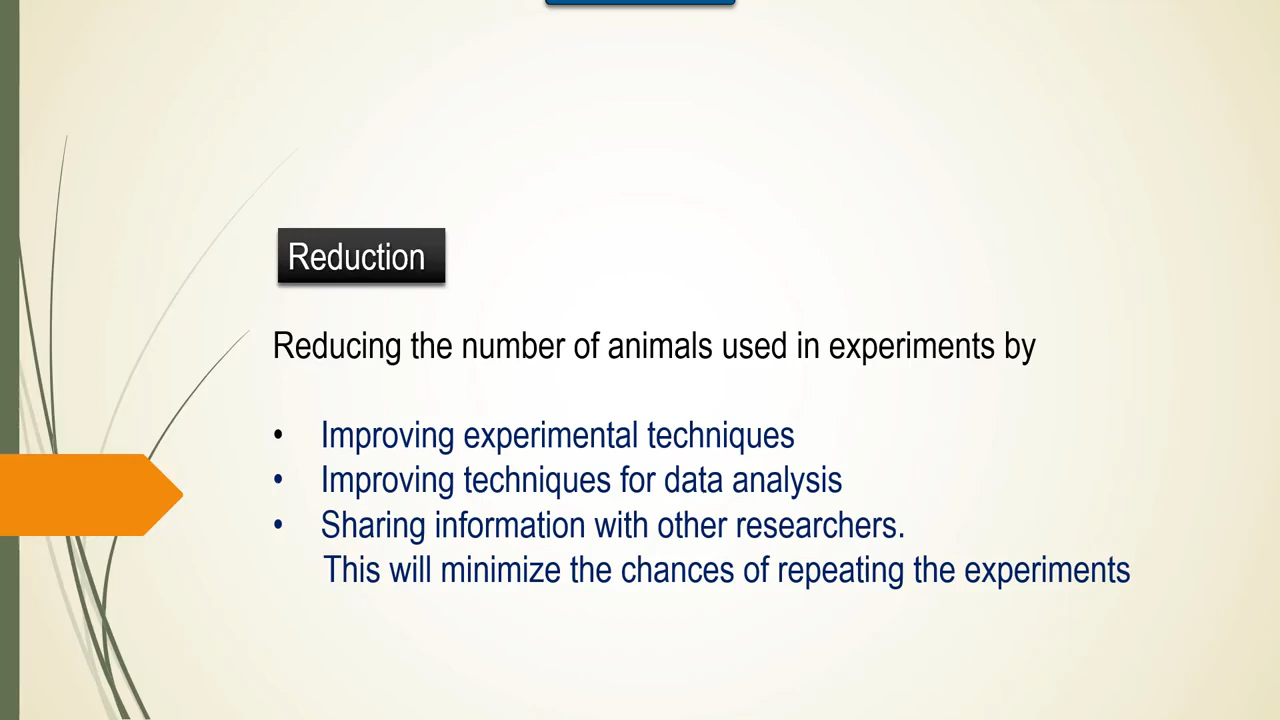 Reduction
Reducing the number of animals used in experiments by
• Improving experimental techniques
• Improving techniques for data analysis
• Sharing information with other researchers.
This will minimize the chances of repeating the experiments